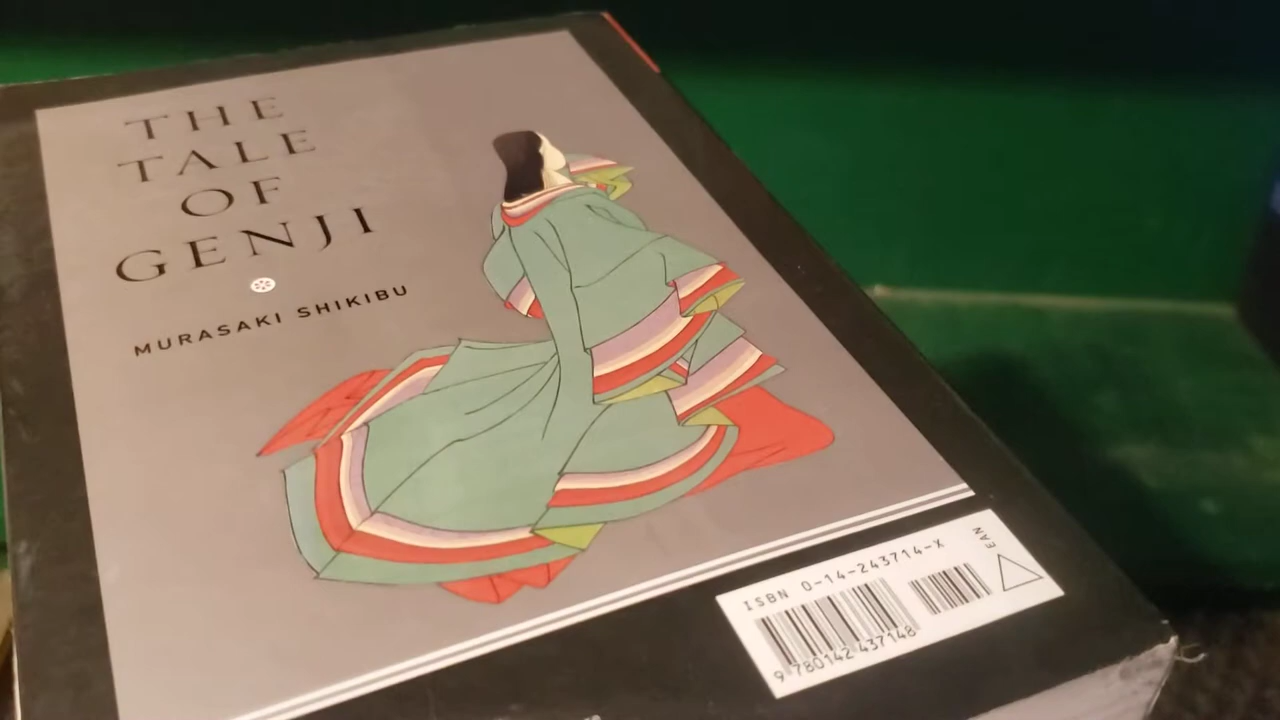 THE
TALE
OF
GENJI
MURASAKI SHIKIBU
ISBN 0-14-243714-X
EAN
9 780142 437148